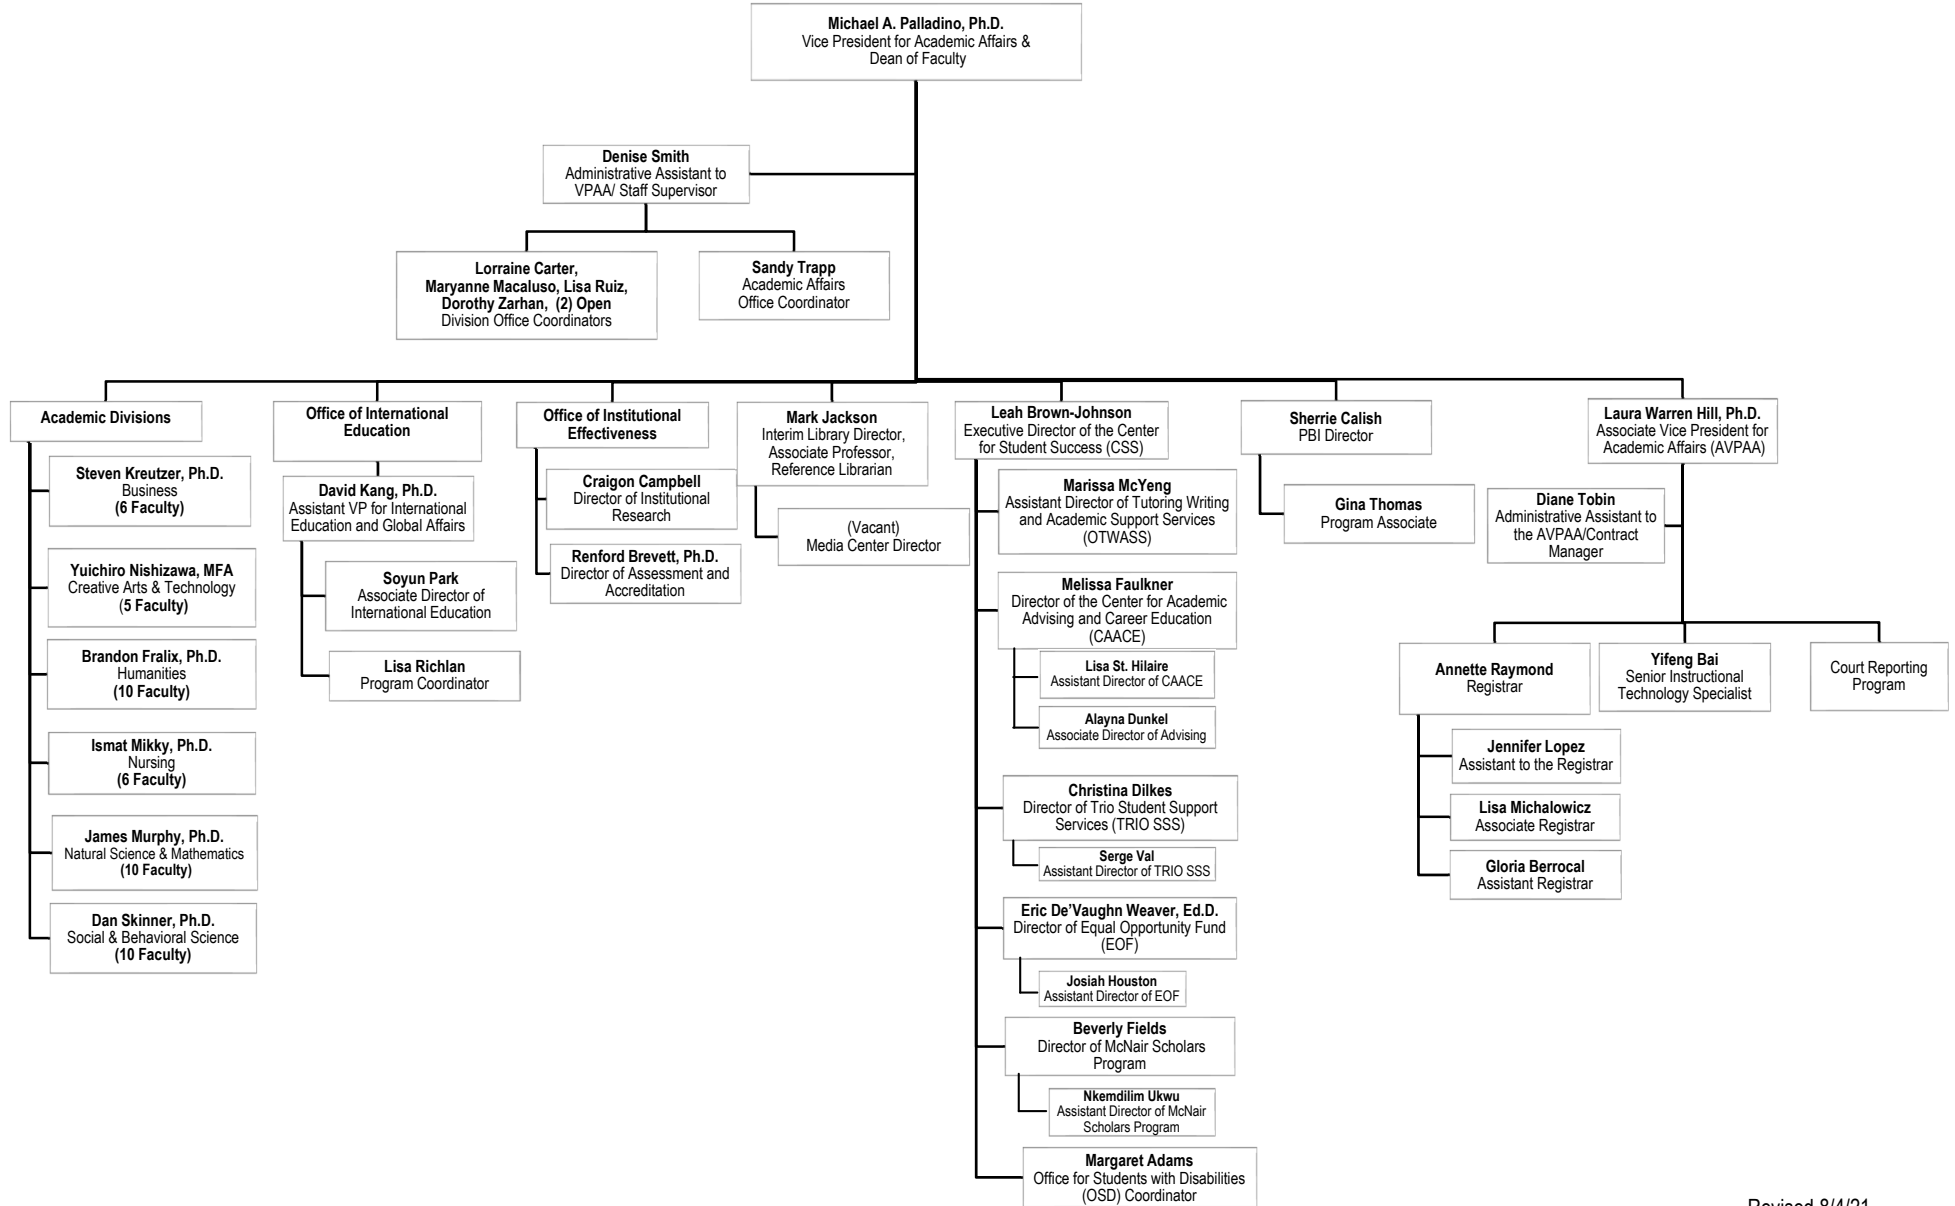 Michael A. Palladino, Ph.D.
Vice President for Academic Affairs &
Dean of Faculty
Denise Smith
Administrative Assistant to
VPAA/ Staff Supervisor
Lorraine Carter,
Maryanne Macaluso, Lisa Ruiz,
Dorothy Zarhan, (2) Open
Division Office Coordinators
Sandy Trapp
Academic Affairs
Office Coordinator
Academic Divisions
Steven Kreutzer, Ph.D.
Business
(6 Faculty)
Yuichiro Nishizawa, MFA
Creative Arts & Technology
(5 Faculty)
Brandon Fralix, Ph.D.
Humanities
(10 Faculty)
Ismat Mikky, Ph.D.
Nursing
(6 Faculty)
James Murphy, Ph.D.
Natural Science & Mathematics
(10 Faculty)
Dan Skinner, Ph.D.
Social & Behavioral Science
(10 Faculty)
Office of International
Education
David Kang, Ph.D.
Assistant VP for International
Education and Global Affairs
Soyun Park
Associate Director of
International Education
Lisa Richlan
Program Coordinator
Office of Institutional
Effectiveness
Craigon Campbell
Director of Institutional
Research
Renford Brevett, Ph.D.
Director of Assessment and
Accreditation
Mark Jackson
Interim Library Director,
Associate Professor,
Reference Librarian
(Vacant)
Media Center Director
Leah Brown-Johnson
Executive Director of the Center
for Student Success (CSS)
Marissa McYeng
Assistant Director of Tutoring Writing
and Academic Support Services
(OTWASS)
Melissa Faulkner
Director of the Center for Academic
Advising and Career Education
(CAACE)
Lisa St. Hilaire
Assistant Director of CAACE
Alayna Dunkel
Associate Director of Advising
Christina Dilkes
Director of Trio Student Support
Services (TRIO SSS)
Serge Val
Assistant Director of TRIO SSS
Eric De’Vaughn Weaver, Ed.D.
Director of Equal Opportunity Fund
(EOF)
Josiah Houston
Assistant Director of EOF
Beverly Fields
Director of McNair Scholars
Program
Nkemdilim Ukwu
Assistant Director of McNair
Scholars Program
Margaret Adams
Office for Students with Disabilities
(OSD) Coordinator
Sherrie Calish
PBI Director
Gina Thomas
Program Associate
Laura Warren Hill, Ph.D.
Associate Vice President for
Academic Affairs (AVPAA)
Diane Tobin
Administrative Assistant to
the AVPAA/Contract
Manager
Annette Raymond
Registrar
Jennifer Lopez
Assistant to the Registrar
Lisa Michalowicz
Associate Registrar
Gloria Berrocal
Assistant Registrar
Yifeng Bai
Senior Instructional
Technology Specialist
Court Reporting
Program
Revised 8/4/21